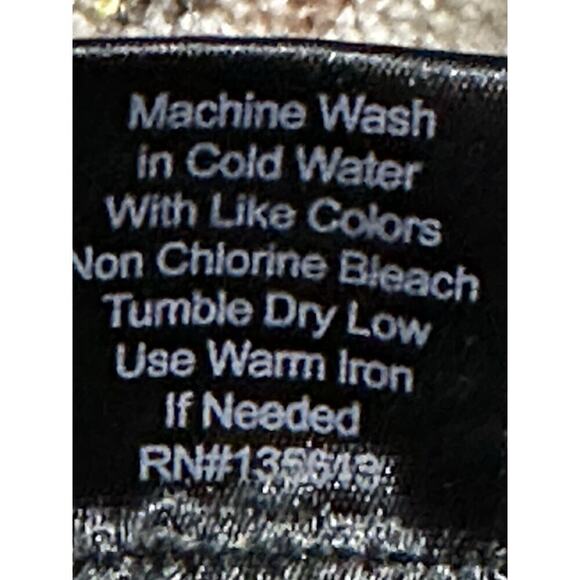 Machine Wash
in Cold Water
With Like Colors
Non Chlorine Bleach
Tumble Dry Low
Use Warm Iron
If Needed